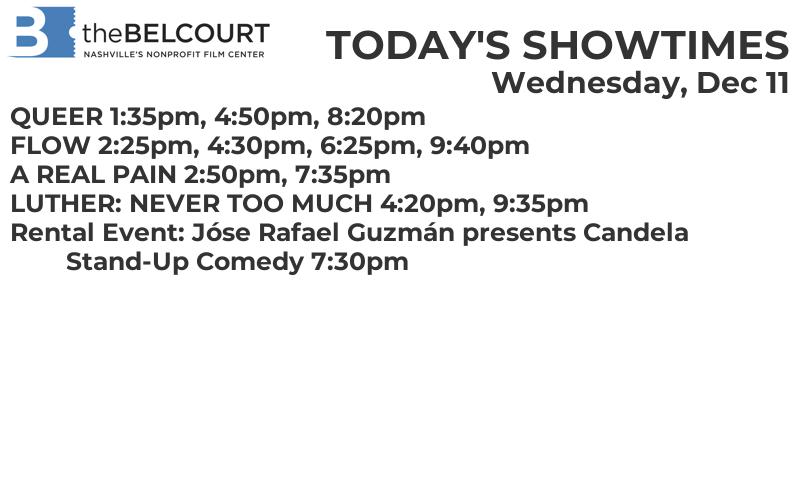 B theBELCOURT
NASHVILLE'S NONPROFIT FILM CENTER
TODAY'S SHOWTIMES
Wednesday, Dec 11
QUEER 1:35pm, 4:50pm, 8:20pm
FLOW 2:25pm, 4:30pm, 6:25pm, 9:40pm
A REAL PAIN 2:50pm, 7:35pm
LUTHER: NEVER TOO MUCH 4:20pm, 9:35pm
Rental Event: Jóse Rafael Guzmán presents Candela
Stand-Up Comedy 7:30pm